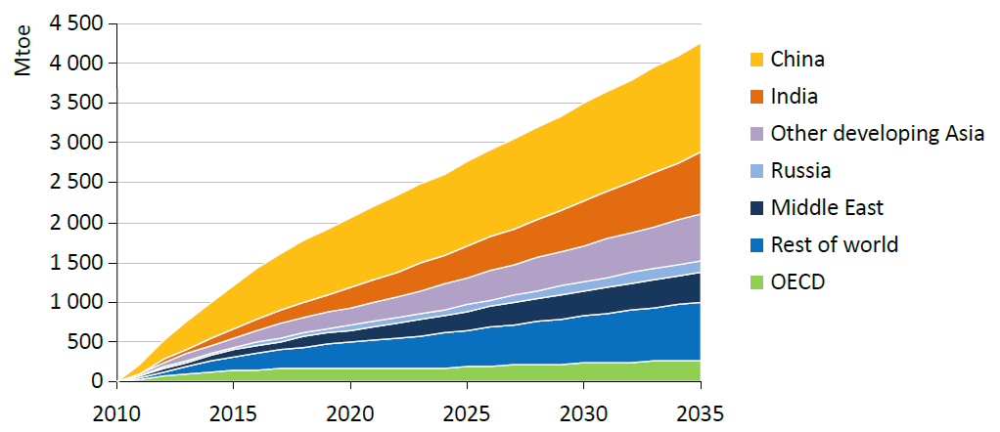 Mtoe
4 500
4 000
3 500
3 000
2 500
2 000
1 500
1 000
500
0
2010 2015 2020 2025 2030 2035
China
India
Other developing Asia
Russia
Middle East
Rest of world
OECD